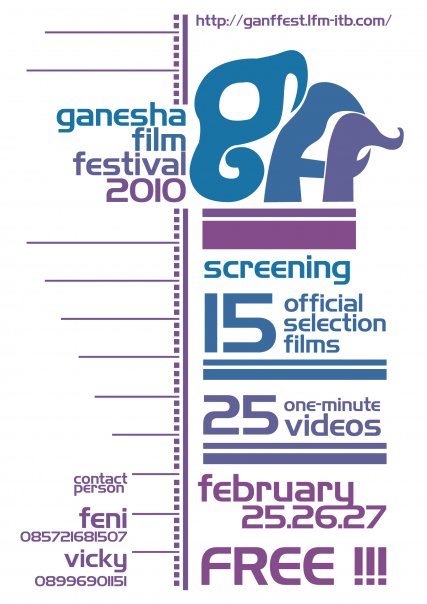 http://ganffest.lfm-itb.com/
ganesha
film
festival
2010
gff
screening
15
official
selection
films
25
one-minute
videos
february
25.26.27
FREE !!!
contact
person
feni
085721681507
vicky
08996901151